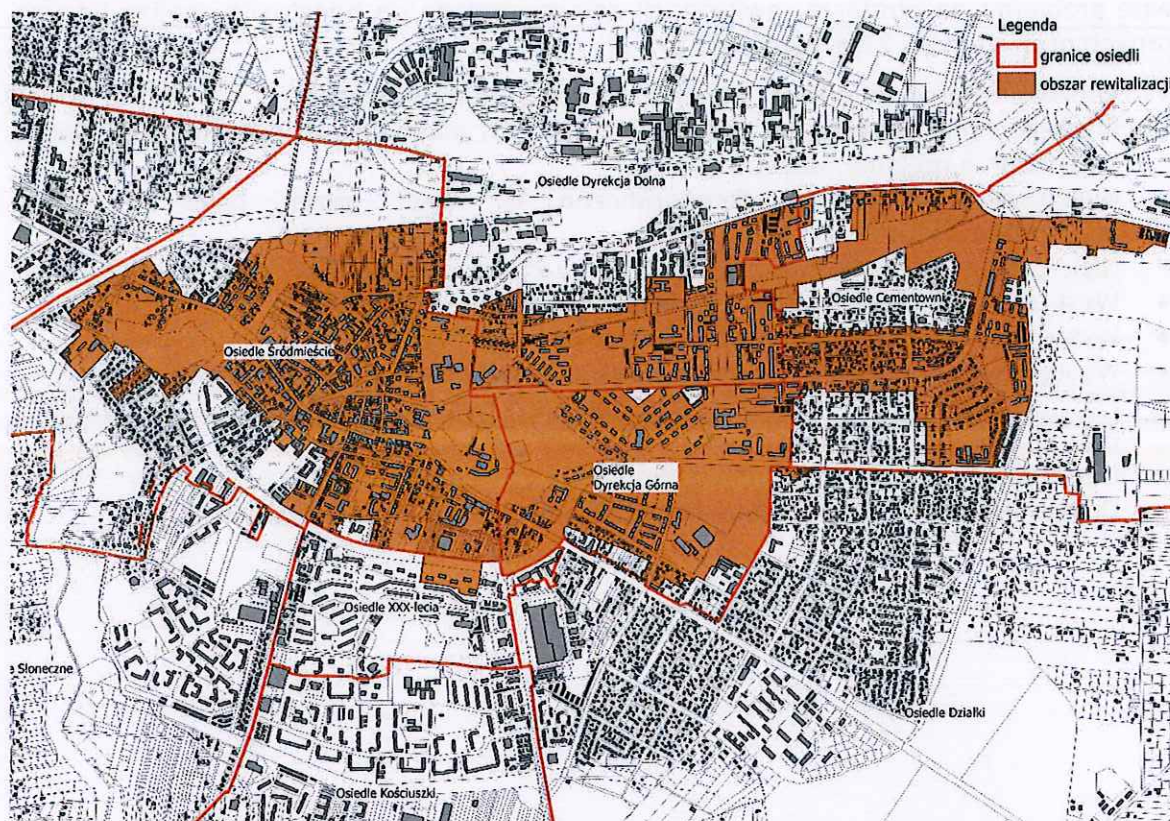 Legenda
granice osiedli
obszar rewitalizacji
Osiedle Dyrekcja Dolna
Osiedle Cementowni
Osiedle Śródmieście
Osiedle
Dyrekcja Górna
Osiedle XXX-lecia
e Słoneczne
Osiedle Działki
Osiedle Kościuszki